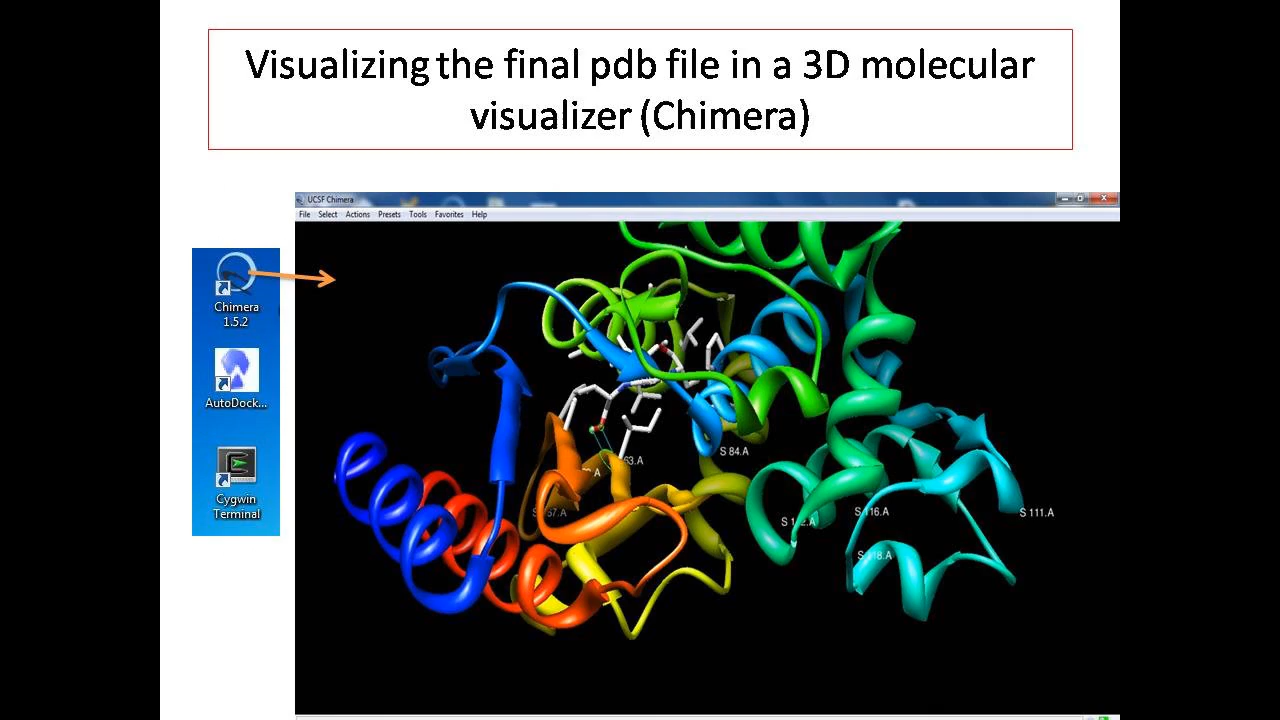 Visualizing the final pdb file in a 3D molecular
visualizer (Chimera)
UCSF Chimera
File Select Actions Presets Tools Favorites Help
Chimera
1.5.2
AutoDock...
Cygwin
Terminal
S 84.A
S 116.A
S 111.A